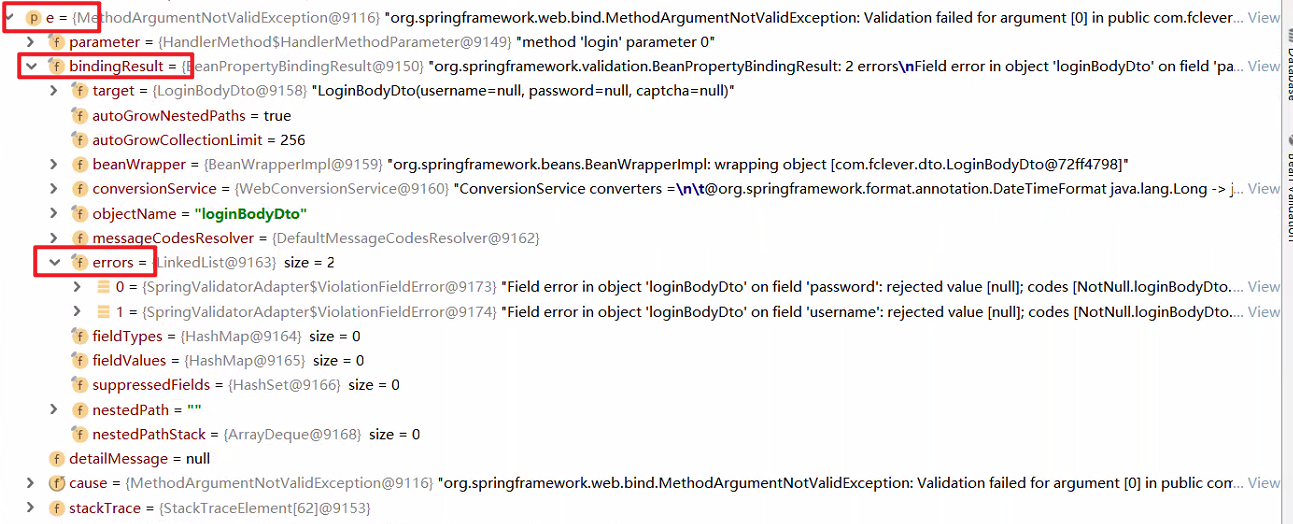 e = {MethodArgumentNotValidException@9116} "org.springframework.web.bind.MethodArgumentNotValidException: Validation failed for argument [0] in public com.fclever.... View
parameter = {HandlerMethod$HandlerMethodParameter@9149} "method 'login' parameter 0"
bindingResult = {BeanPropertyBindingResult@9150} "org.springframework.validation.BeanPropertyBindingResult: 2 errors\nField error in object 'loginBodyDto' on field 'pa... View
target = {LoginBodyDto@9158} "LoginBodyDto(username=null, password=null, captcha=null)"
autoGrowNestedPaths = true
autoGrowCollectionLimit = 256
beanWrapper = {BeanWrapperImpl@9159} "org.springframework.beans.BeanWrapperImpl: wrapping object [com.fclever.dto.LoginBodyDto@72ff4798]"
conversionService = {WebConversionService@9160} "ConversionService converters =\n\t@org.springframework.format.annotation.DateTimeFormat java.lang.Long -> j... View
objectName = "loginBodyDto"
messageCodesResolver = {DefaultMessageCodesResolver@9162}
errors = {LinkedList@9163} size = 2
0 = {SpringValidatorAdapter$ViolationFieldError@9173} "Field error in object 'loginBodyDto' on field 'password': rejected value [null]; codes [NotNull.loginBodyDto.... View
1 = {SpringValidatorAdapter$ViolationFieldError@9174} "Field error in object 'loginBodyDto' on field 'username': rejected value [null]; codes [NotNull.loginBodyDto.... View
fieldTypes = {HashMap@9164} size = 0
fieldValues = {HashMap@9165} size = 0
suppressedFields = {HashSet@9166} size = 0
nestedPath = ""
nestedPathStack = {ArrayDeque@9168} size = 0
detailMessage = null
cause = {MethodArgumentNotValidException@9116} "org.springframework.web.bind.MethodArgumentNotValidException: Validation failed for argument [0] in public com... View
stackTrace = {StackTraceElement[62]@9153}
Database
Bean Validation